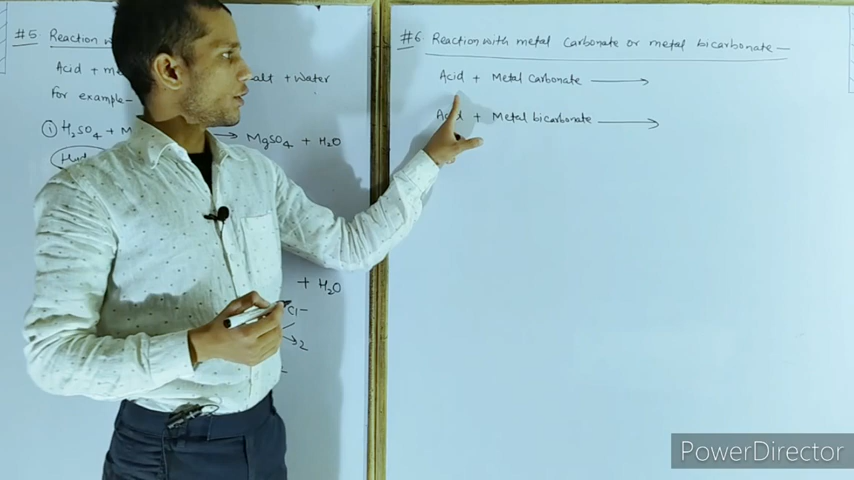 #5 Reaction
Acid + salt + water
For example-
① H₂SO₄ + MgSO₄ + H₂O
+ H₂O
Cl-
2
#6 Reaction with metal Carbonate or metal bicarbonate
Acid + Metal Carbonate ⟶
Acid + Metal bicarbonate ⟶
PowerDirector